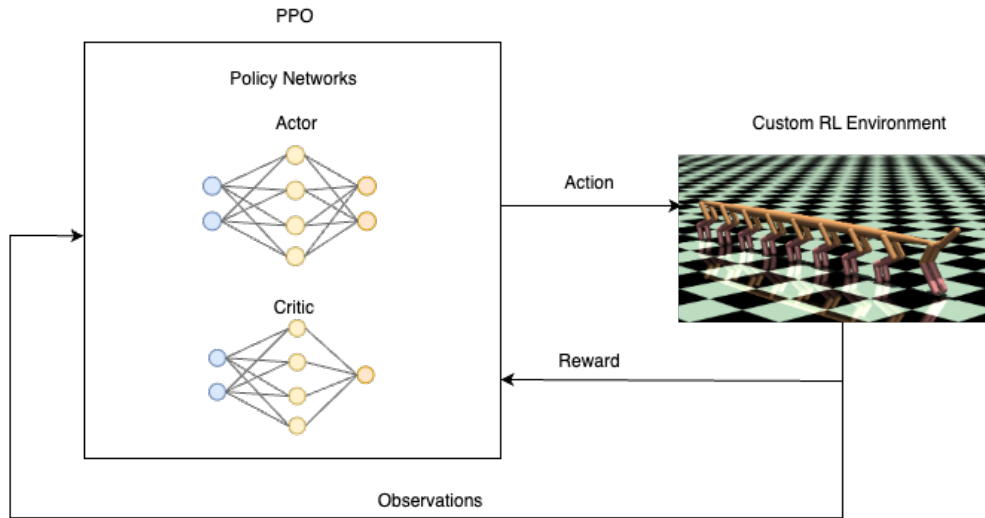 PPO
Policy Networks
Actor
Custom RL Environment
Action
Critic
Reward
Observations